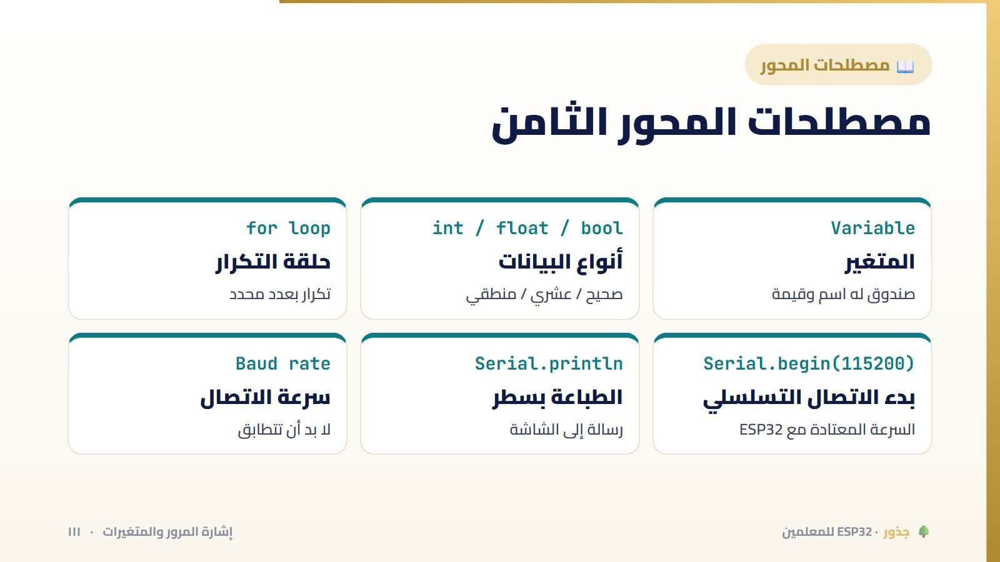 مصطلحات المحور
مصطلحات المحور الثامن
Variable
المتغير
صندوق له اسم وقيمة
int / float / bool
أنواع البيانات
صحيح / عشري / منطقي
for loop
حلقة التكرار
تكرار بعدد محدد
Serial.begin(115200)
بدء الاتصال التسلسلي
السرعة المعتادة مع ESP32
Serial.println
الطباعة بسطر
رسالة إلى الشاشة
Baud rate
سرعة الاتصال
لا بد أن تتطابق
جذور · ESP32 للمعلمين
إشارة المرور والمتغيرات · 111